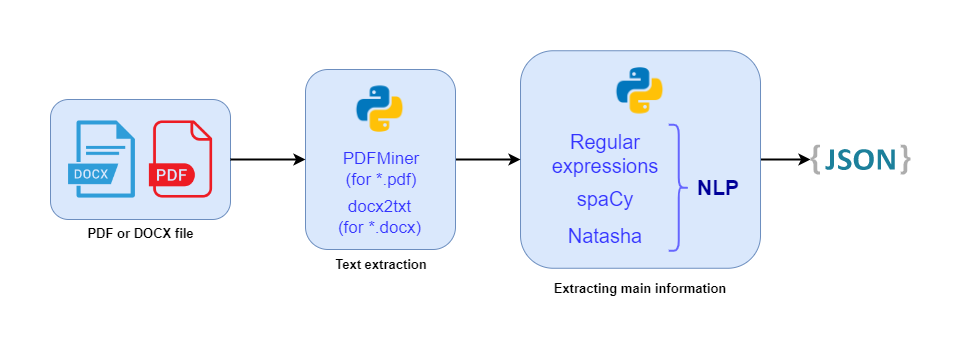 DOCX
PDF
PDF or DOCX file
PDFMiner
(for *.pdf)
docx2txt
(for *.docx)
Text extraction
Regular
expressions
spaCy
Natasha
NLP
Extracting main information
{JSON}